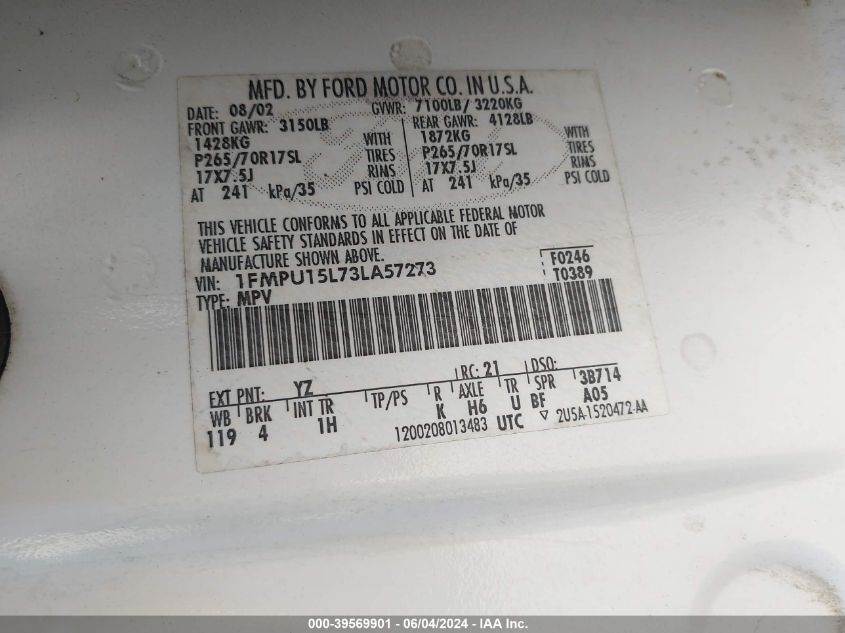 MFD. BY FORD MOTOR CO. IN U.S.A.
DATE: 08/02 GVWR: 7100LB/ 3220KG
FRONT GAWR: 3150LB REAR GAWR: 4128LB
1428KG WITH 1872KG WITH
P265/70R17SL TIRES P265/70R17SL TIRES
17X7.5J RIMS 17X7.5J RIMS
AT 241 kPa/35 PSI COLD AT 241 kPa/35 PSI COLD
THIS VEHICLE CONFORMS TO ALL APPLICABLE FEDERAL MOTOR
VEHICLE SAFETY STANDARDS IN EFFECT ON THE DATE OF
MANUFACTURE SHOWN ABOVE.
VIN: 1FMPU15L73LA57273 F0246
TYPE: MPV T0389
EXT PNT: YZ RC: 21 DSO:
WB BRK INT TR TP/PS R AXLE TR SPR 3B714
119 4 1H K H6 U BF A05
1200208013483 UTC ▽ 2U5A-1520472-AA
000-39569901 - 06/04/2024 - IAA Inc.